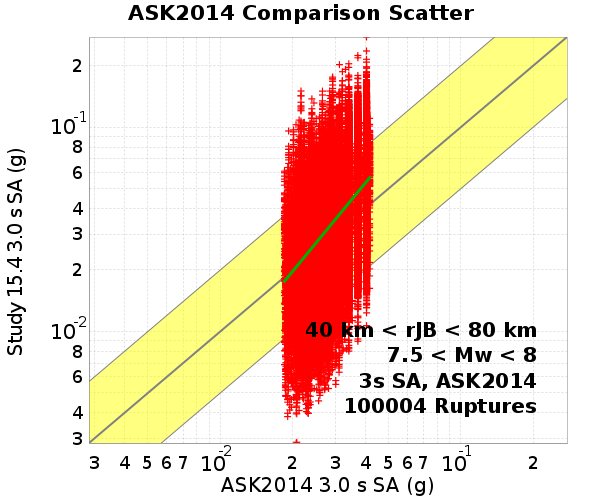 ASK2014 Comparison Scatter
Study 15.4 3.0 s SA (g)
2
10-1
8
6
4
3
2
10-2
8
6
4
3
40 km < rJB < 80 km
7.5 < Mw < 8
3s SA, ASK2014
100004 Ruptures
3 4 5 6 7 10-2 2 3 4 5 6 7 10-1 2
ASK2014 3.0 s SA (g)